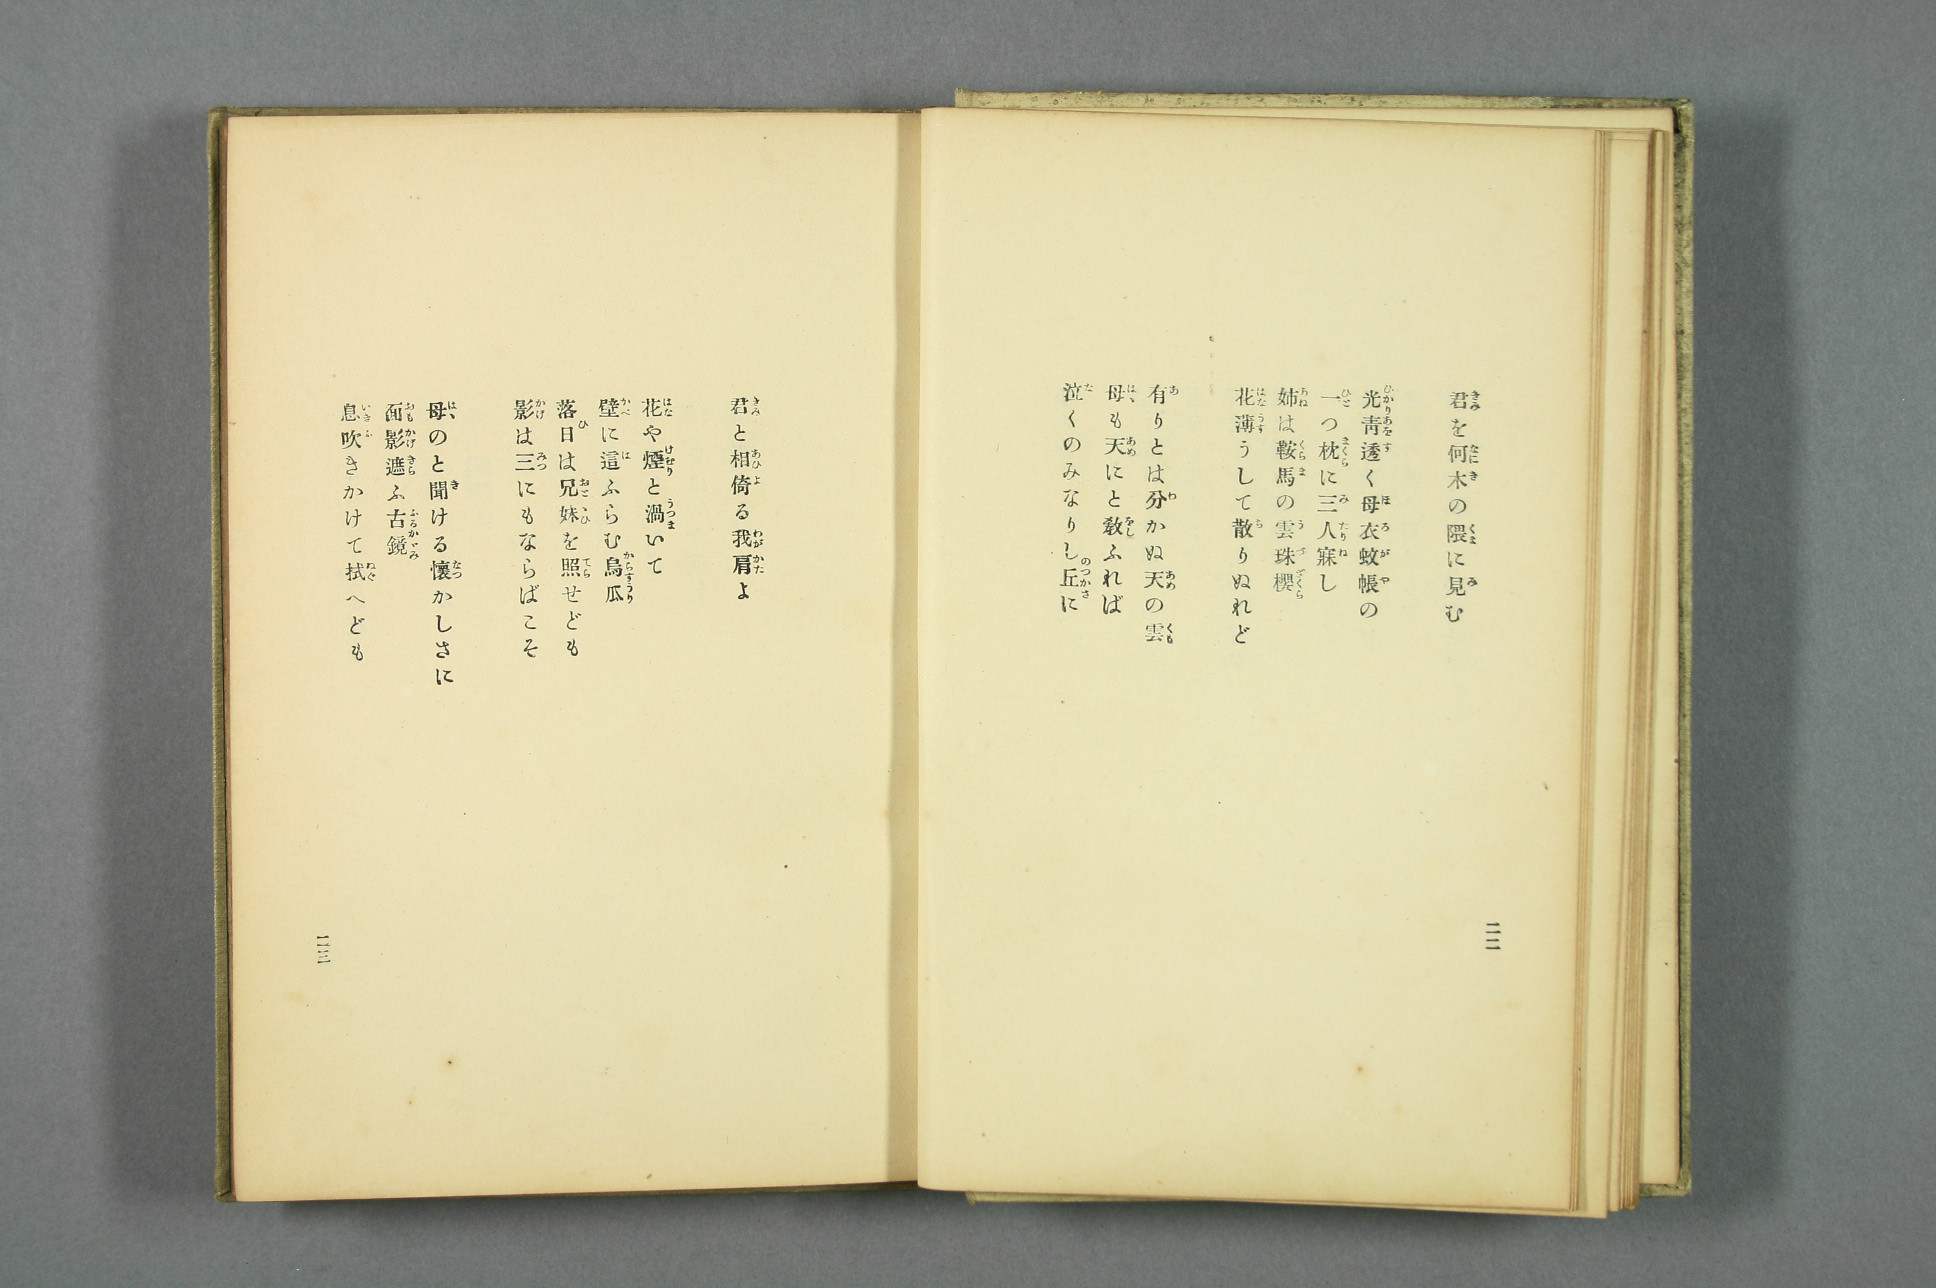 君を何木の隈に見む
光靑透く母衣蚊帳の
一つ枕に三人寐し
姉は鞍馬の雲珠櫻
花薄うして散りぬれど
有りとは分かぬ天の雲
母も天にと敎ふれば
泣くのみなりし丘に
二二
君と相倚る我肩よ
花や煙と渦いて
壁に這ふらむ烏瓜
落日は兄妹を照せども
影は三にもならばこそ
母のと聞ける懷かしさに
面影遮ふ古鏡
息吹きかけて拭へども
二三